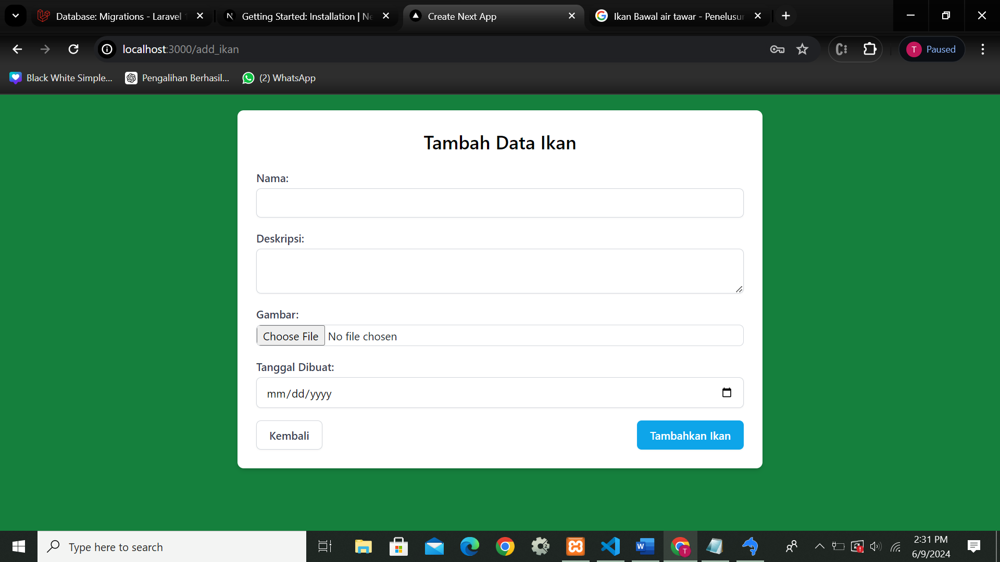 Database: Migrations - Laravel
Getting Started: Installation | Ne
Create Next App
Ikan Bawal air tawar - Penelusur
localhost:3000/add_ikan
T
Paused
Black White Simple...
Pengalihan Berhasil...
(2) WhatsApp
Tambah Data Ikan
Nama:
Deskripsi:
Gambar:
Choose File No file chosen
Tanggal Dibuat:
mm/dd/yyyy
Kembali
Tambahkan Ikan
Type here to search
2:31 PM
6/9/2024